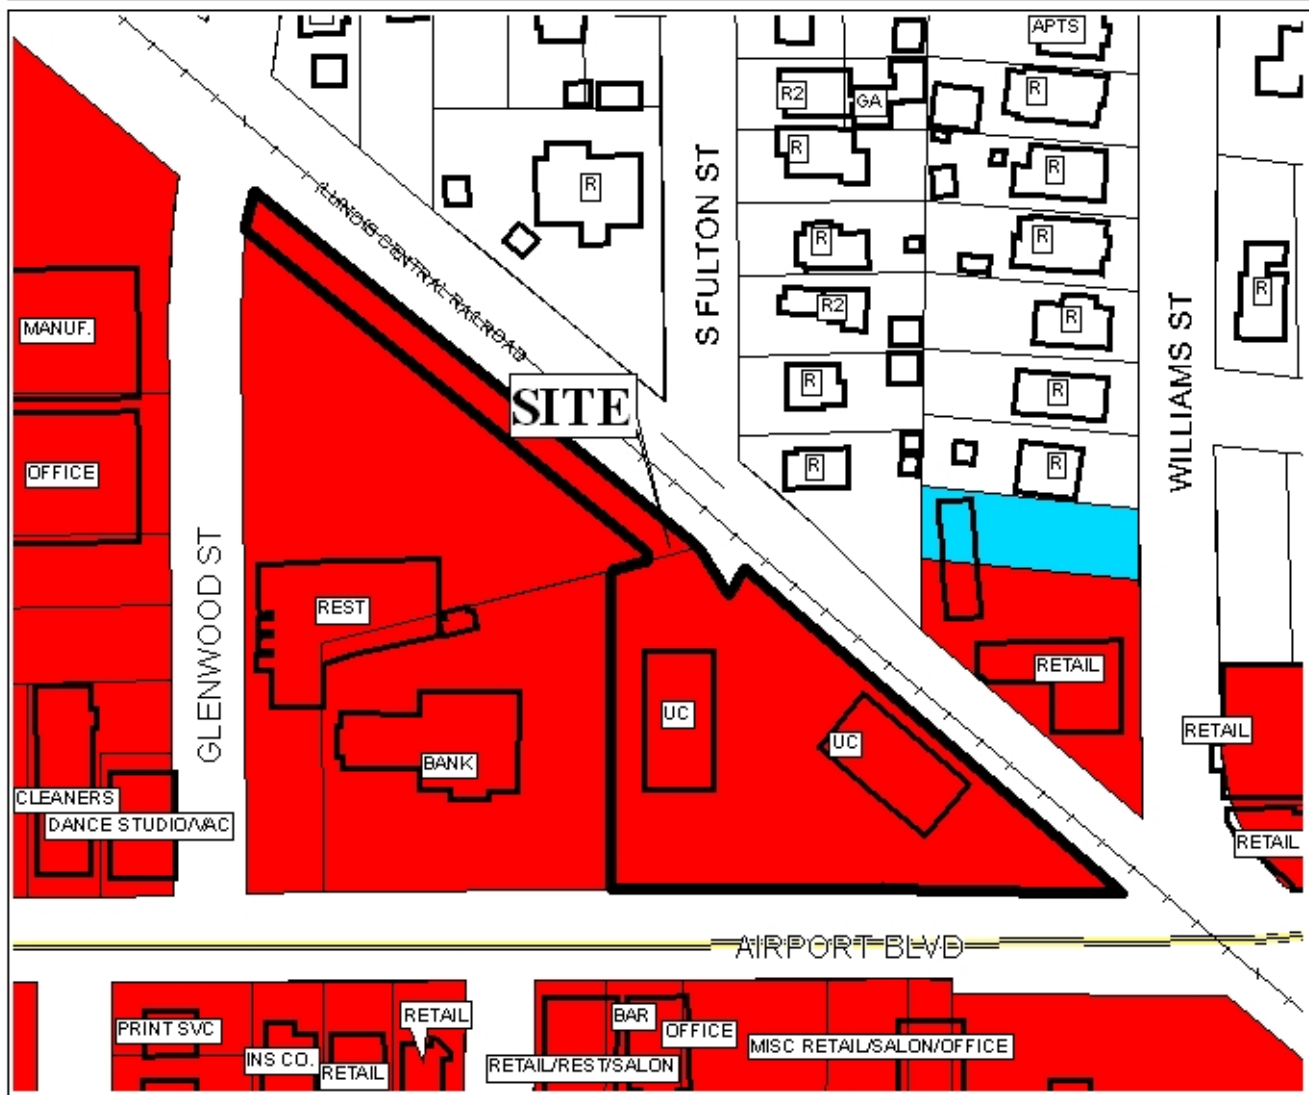 APTS
R2
GA
R
R
R
R
ILLINOIS CENTRAL RAILROAD
S FULTON ST
R
R
R
R2
R
WILLIAMS ST
MANUF.
R
R
SITE
R
R
OFFICE
GLENWOOD ST
REST
RETAIL
UC
UC
RETAIL
BANK
CLEANERS
DANCE STUDIO/VAC
RETAIL
AIRPORT BLVD
PRINT SVC
RETAIL
BAR
OFFICE
INS CO.
RETAIL
RETAIL/REST/SALON
MISC RETAIL/SALON/OFFICE